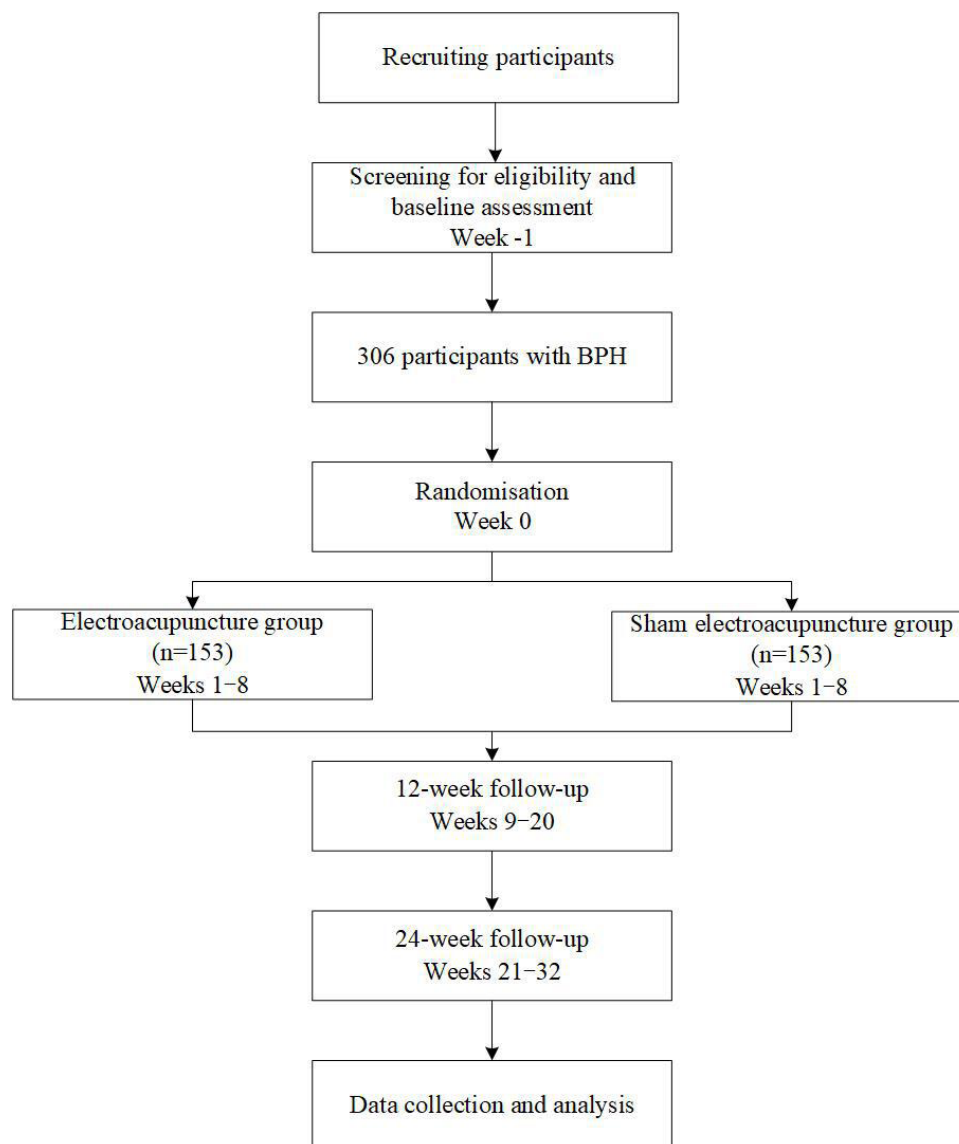 Recruiting participants
Screening for eligibility and
baseline assessment
Week -1
306 participants with BPH
Randomisation
Week 0
Electroacupuncture group
(n=153)
Weeks 1−8
Sham electroacupuncture group
(n=153)
Weeks 1−8
12-week follow-up
Weeks 9−20
24-week follow-up
Weeks 21−32
Data collection and analysis